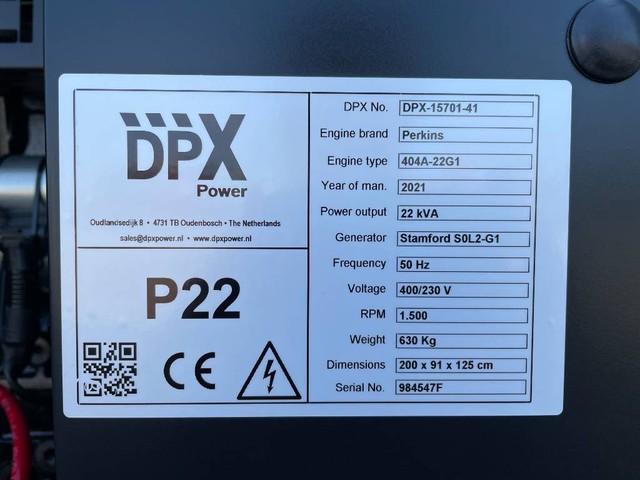 DPX
Power
Oudlandsedijk 8 • 4731 TB Oudenbosch • The Netherlands
sales@dpxpower.nl • www.dpxpower.nl
P22
CE
DPX No. DPX-15701-41
Engine brand Perkins
Engine type 404A-22G1
Year of man. 2021
Power output 22 kVA
Generator Stamford S0L2-G1
Frequency 50 Hz
Voltage 400/230 V
RPM 1.500
Weight 630 Kg
Dimensions 200 x 91 x 125 cm
Serial No. 984547F